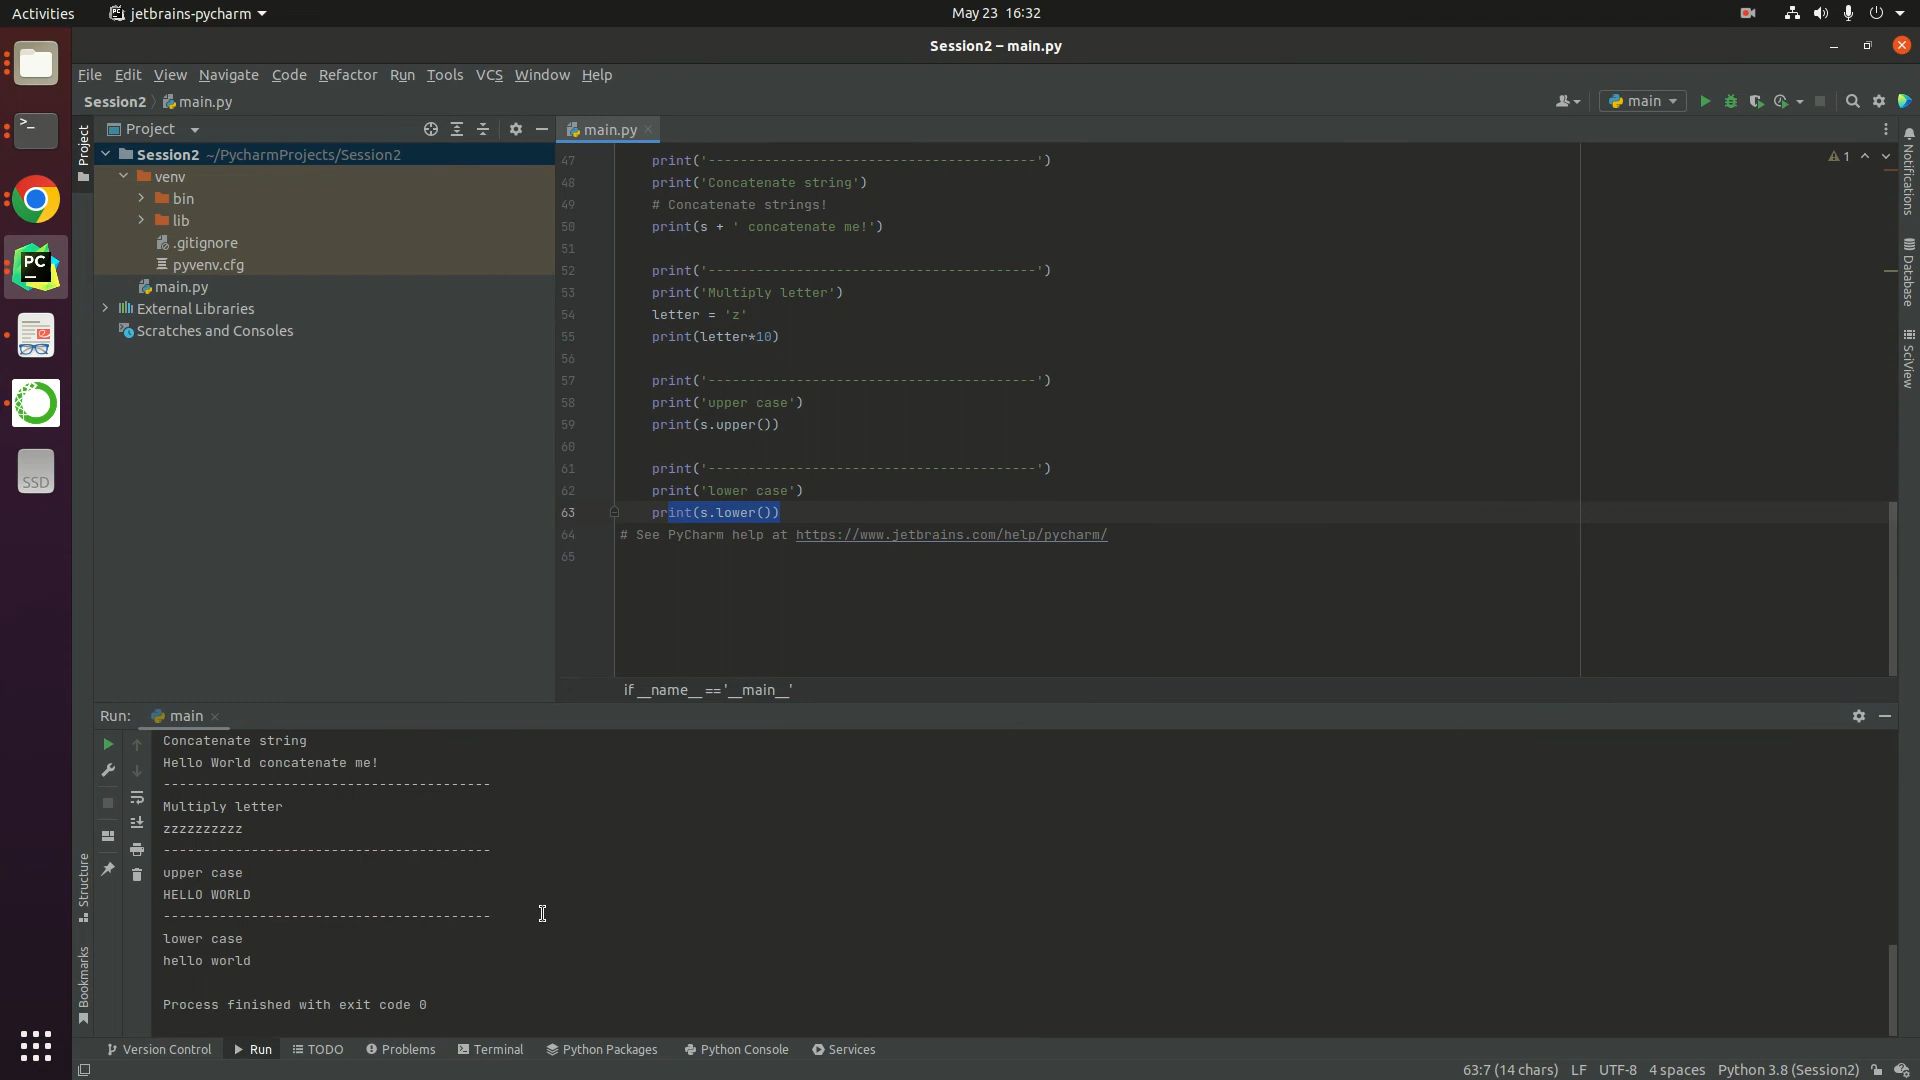 Activities
jetbrains-pycharm
May 23 16:32
Session2 – main.py
File Edit View Navigate Code Refactor Run Tools VCS Window Help
Session2 main.py
main
Project
main.py
Project
Session2 ~/PycharmProjects/Session2
venv
bin
lib
.gitignore
pyvenv.cfg
main.py
External Libraries
Scratches and Consoles
47 print('-----------------------------------------')
48 print('Concatenate string')
49 # Concatenate strings!
50 print(s + ' concatenate me!')
51
52 print('-----------------------------------------')
53 print('Multiply letter')
54 letter = 'z'
55 print(letter*10)
56
57 print('-----------------------------------------')
58 print('upper case')
59 print(s.upper())
60
61 print('-----------------------------------------')
62 print('lower case')
63 print(s.lower())
64 # See PyCharm help at https://www.jetbrains.com/help/pycharm/
65
1
if __name__ == '__main__'
Notifications
Database
SciView
PC
SSD
Run: main
Concatenate string
Hello World concatenate me!
-----------------------------------------
Multiply letter
zzzzzzzzzz
-----------------------------------------
upper case
HELLO WORLD
-----------------------------------------
lower case
hello world
Process finished with exit code 0
Structure
Bookmarks
Version Control Run TODO Problems Terminal Python Packages Python Console Services
63:7 (14 chars) LF UTF-8 4 spaces Python 3.8 (Session2)